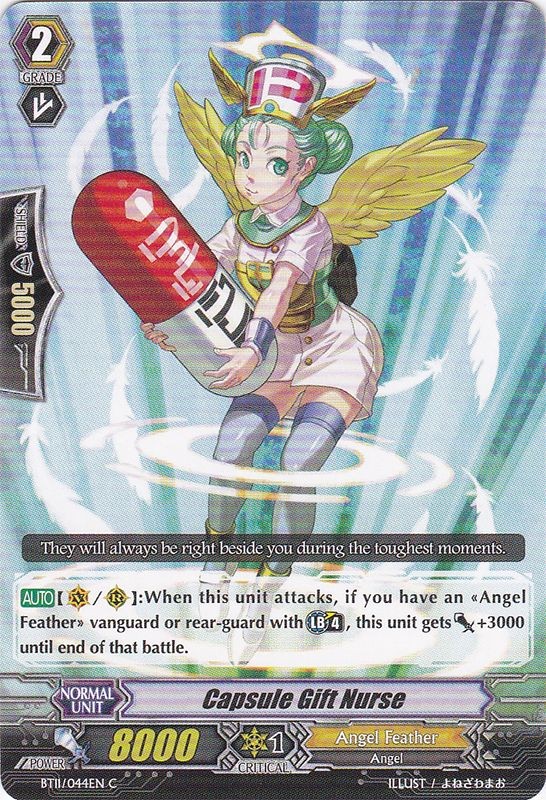 2
GRADE
SHIELD
5000
They will always be right beside you during the toughest moments.
AUTO [ V / R ]:When this unit attacks, if you have an «Angel
Feather» vanguard or rear-guard with LB 4, this unit gets +3000
until end of that battle.
NORMAL
UNIT
Capsule Gift Nurse
POWER
8000
1
CRITICAL
Angel Feather
Angel
BT11/044EN C
ILLUST / よねざわまお